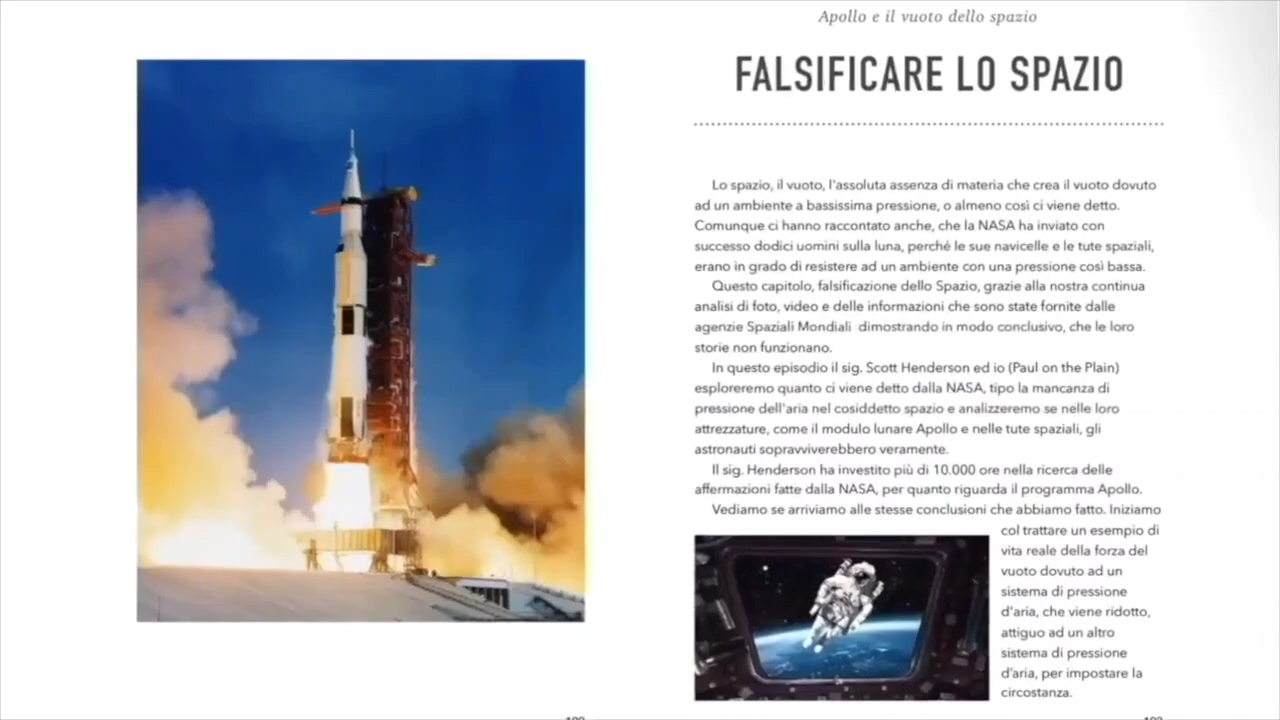 Apollo e il vuoto dello spazio
FALSIFICARE LO SPAZIO
Lo spazio, il vuoto, l'assoluta assenza di materia che crea il vuoto dovuto
ad un ambiente a bassissima pressione, o almeno così ci viene detto.
Comunque ci hanno raccontato anche, che la NASA ha inviato con
successo dodici uomini sulla luna, perché le sue navicelle e le tute spaziali,
erano in grado di resistere ad un ambiente con una pressione così bassa.
Questo capitolo, falsificazione dello Spazio, grazie alla nostra continua
analisi di foto, video e delle informazioni che sono state fornite dalle
agenzie Spaziali Mondiali dimostrando in modo conclusivo, che le loro
storie non funzionano.
In questo episodio il sig. Scott Henderson ed io (Paul on the Plain)
esploreremo quanto ci viene detto dalla NASA, tipo la mancanza di
pressione dell'aria nel cosiddetto spazio e analizzeremo se nelle loro
attrezzature, come il modulo lunare Apollo e nelle tute spaziali, gli
astronauti sopravviverebbero veramente.
Il sig. Henderson ha investito più di 10.000 ore nella ricerca delle
affermazioni fatte dalla NASA, per quanto riguarda il programma Apollo.
Vediamo se arriviamo alle stesse conclusioni che abbiamo fatto. Iniziamo
col trattare un esempio di
vita reale della forza del
vuoto dovuto ad un
sistema di pressione
d'aria, che viene ridotto,
attiguo ad un altro
sistema di pressione
d'aria, per impostare la
circostanza.